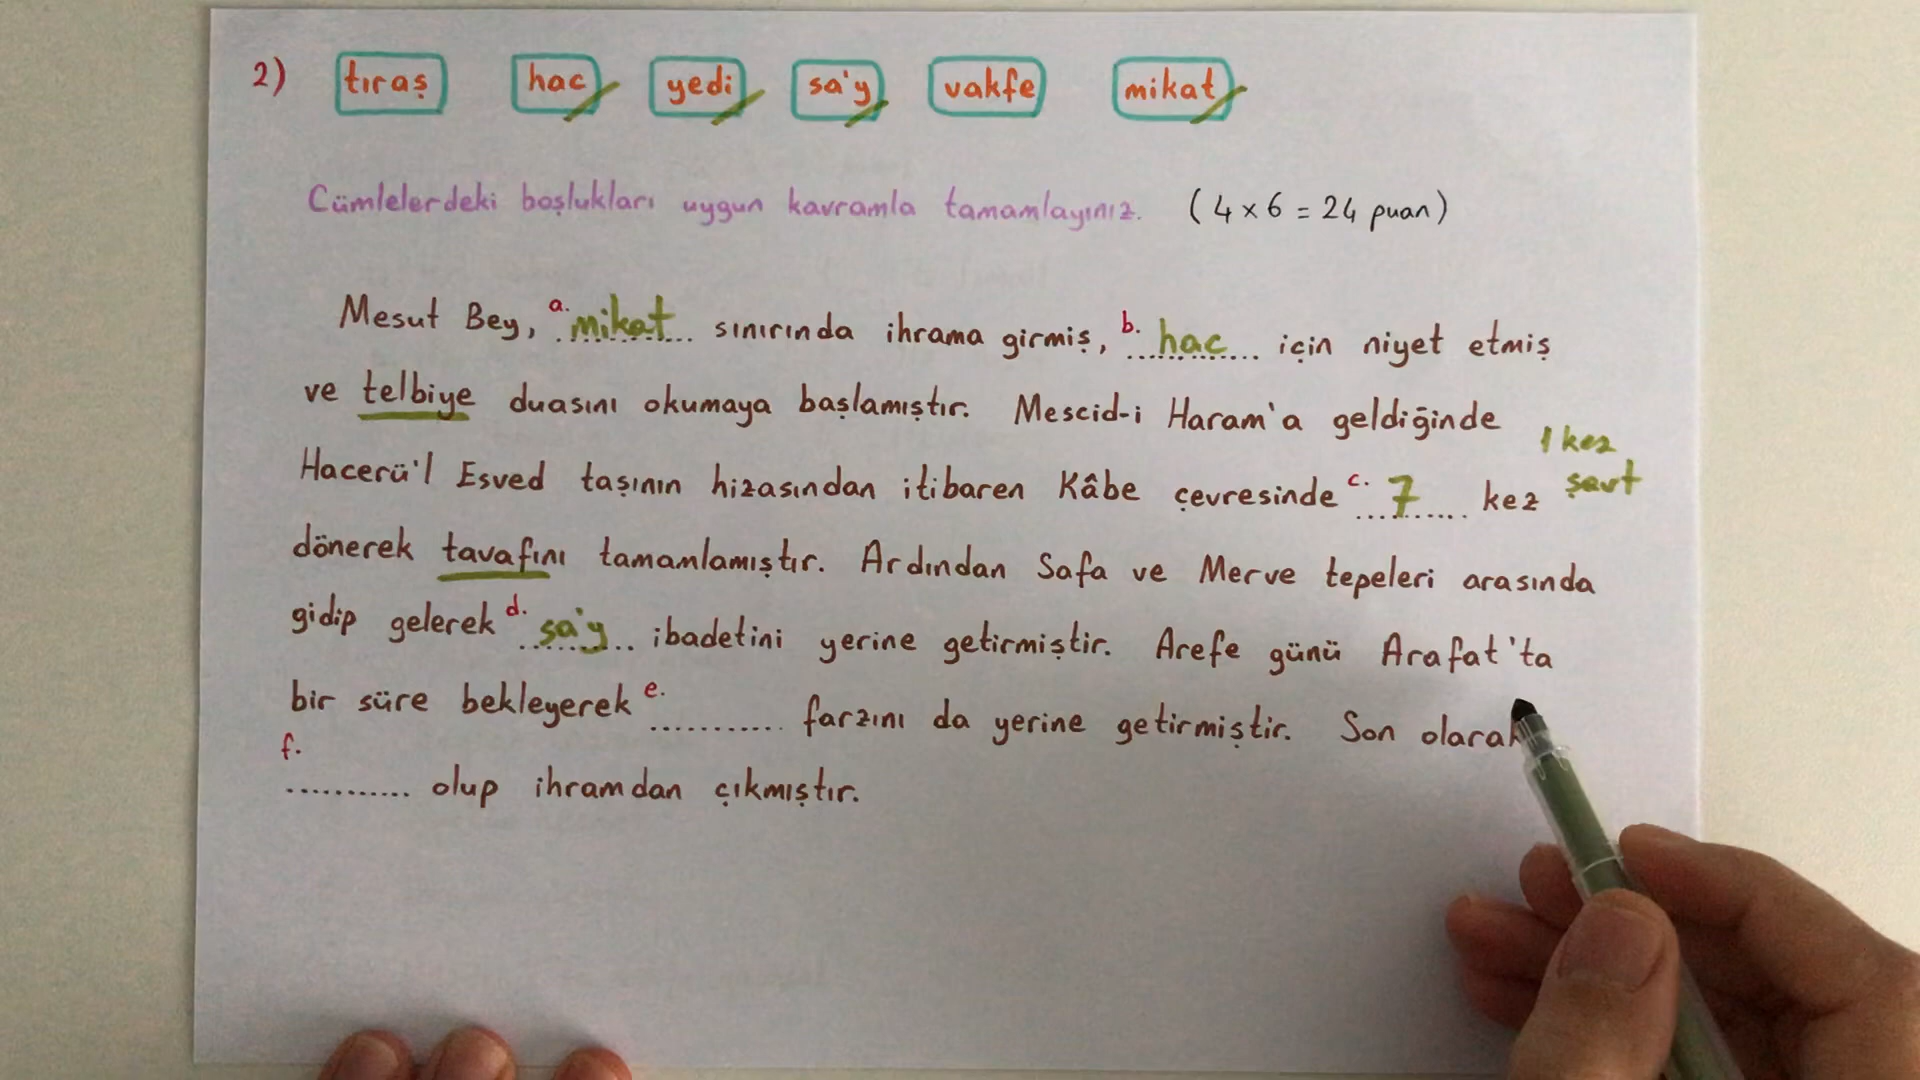 2) tıraş hac yedi sa'y vakfe mikat
Cümlelerdeki boşlukları uygun kavramla tamamlayınız. (4 x 6 = 24 puan)
Mesut Bey, a. mikat sınırında ihrama girmiş, b. hac için niyet etmiş
ve telbiye duasını okumaya başlamıştır. Mescid-i Haram'a geldiğinde
1 kez
Hacerü'l Esved taşının hizasından itibaren Kâbe çevresinde c. 7 kez şavt
dönerek tavafını tamamlamıştır. Ardından Safa ve Merve tepeleri arasında
gidip gelerek d. sa'y ibadetini yerine getirmiştir. Arefe günü Arafat'ta
bir süre bekleyerek e. ........... farzını da yerine getirmiştir. Son olarak
f. ........... olup ihramdan çıkmıştır.